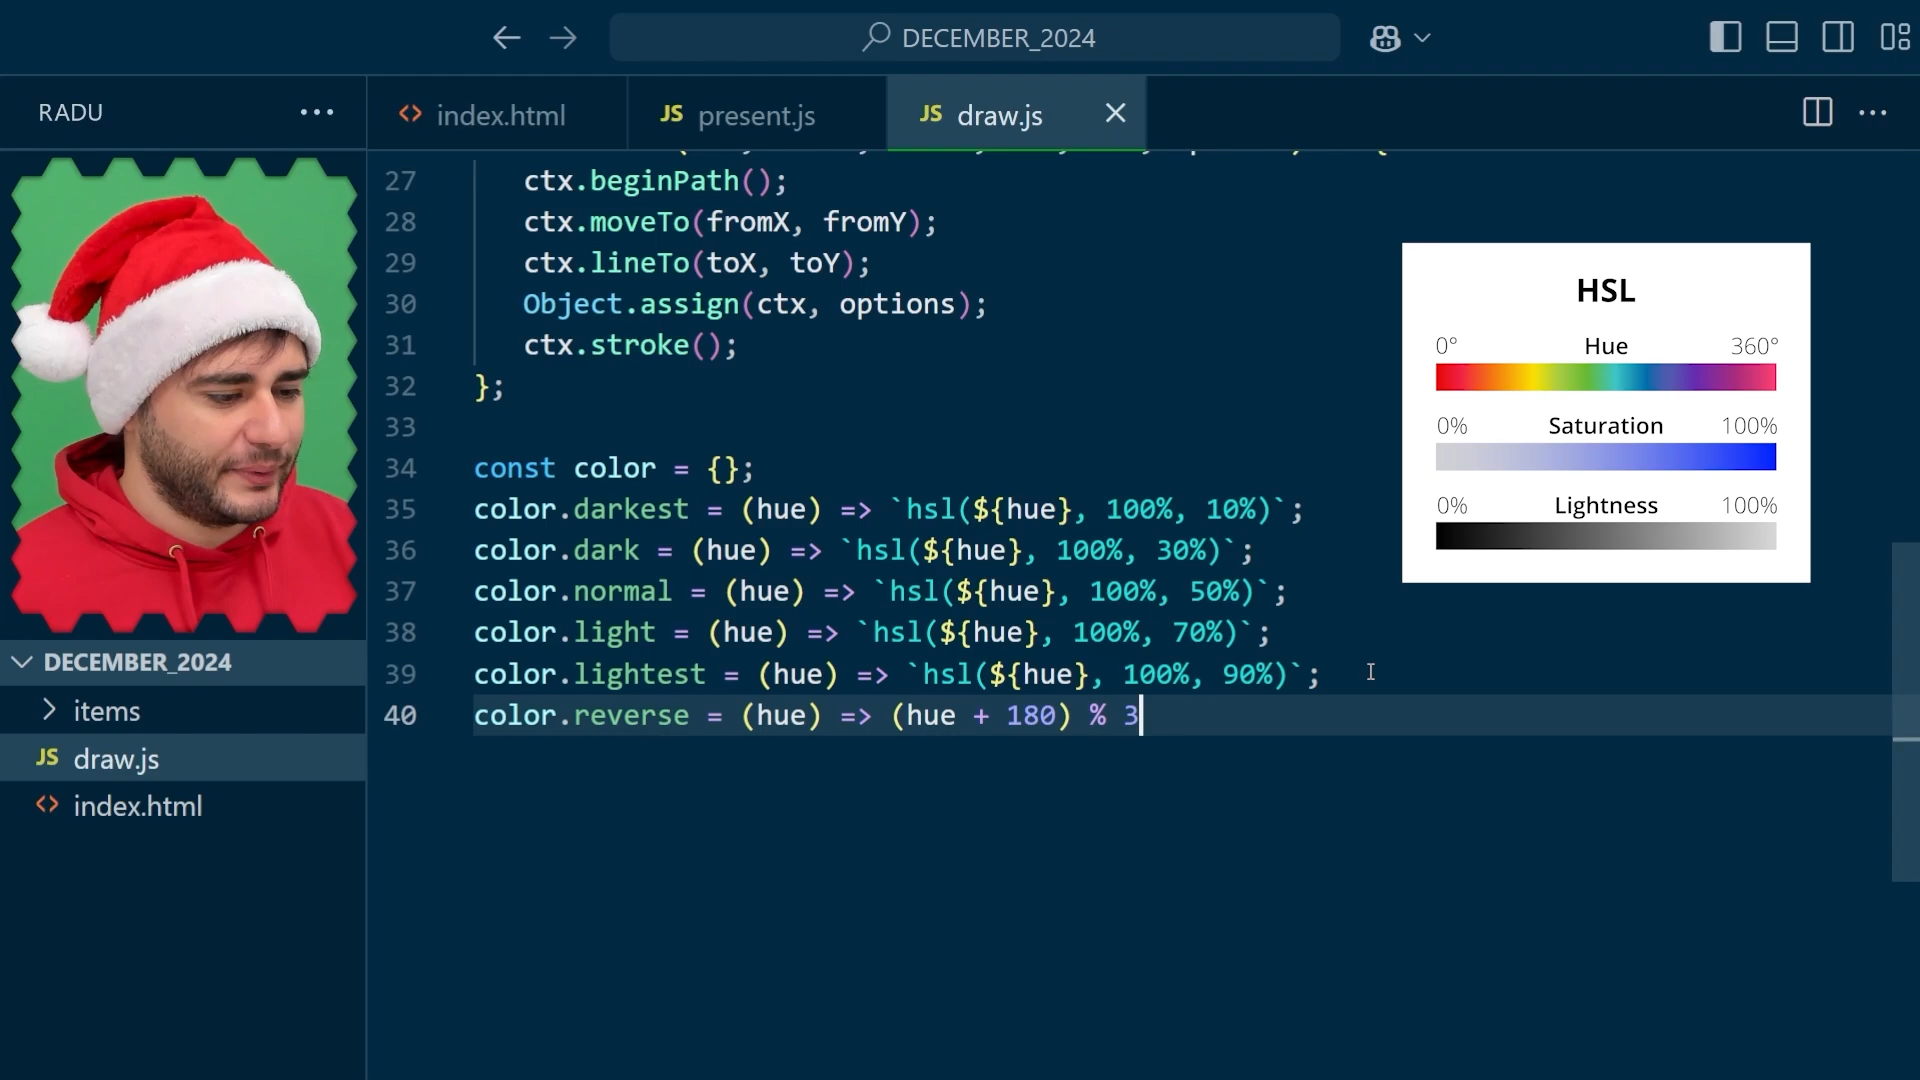 DECEMBER_2024
RADU
index.html
JS present.js
JS draw.js
27 ctx.beginPath();
28 ctx.moveTo(fromX, fromY);
29 ctx.lineTo(toX, toY);
30 Object.assign(ctx, options);
31 ctx.stroke();
32 };
33
34 const color = {};
35 color.darkest = (hue) => `hsl(${hue}, 100%, 10%)`;
36 color.dark = (hue) => `hsl(${hue}, 100%, 30%)`;
37 color.normal = (hue) => `hsl(${hue}, 100%, 50%)`;
38 color.light = (hue) => `hsl(${hue}, 100%, 70%)`;
39 color.lightest = (hue) => `hsl(${hue}, 100%, 90%)`;
40 color.reverse = (hue) => (hue + 180) % 3
HSL
0° Hue 360°
0% Saturation 100%
0% Lightness 100%
DECEMBER_2024
items
JS draw.js
index.html